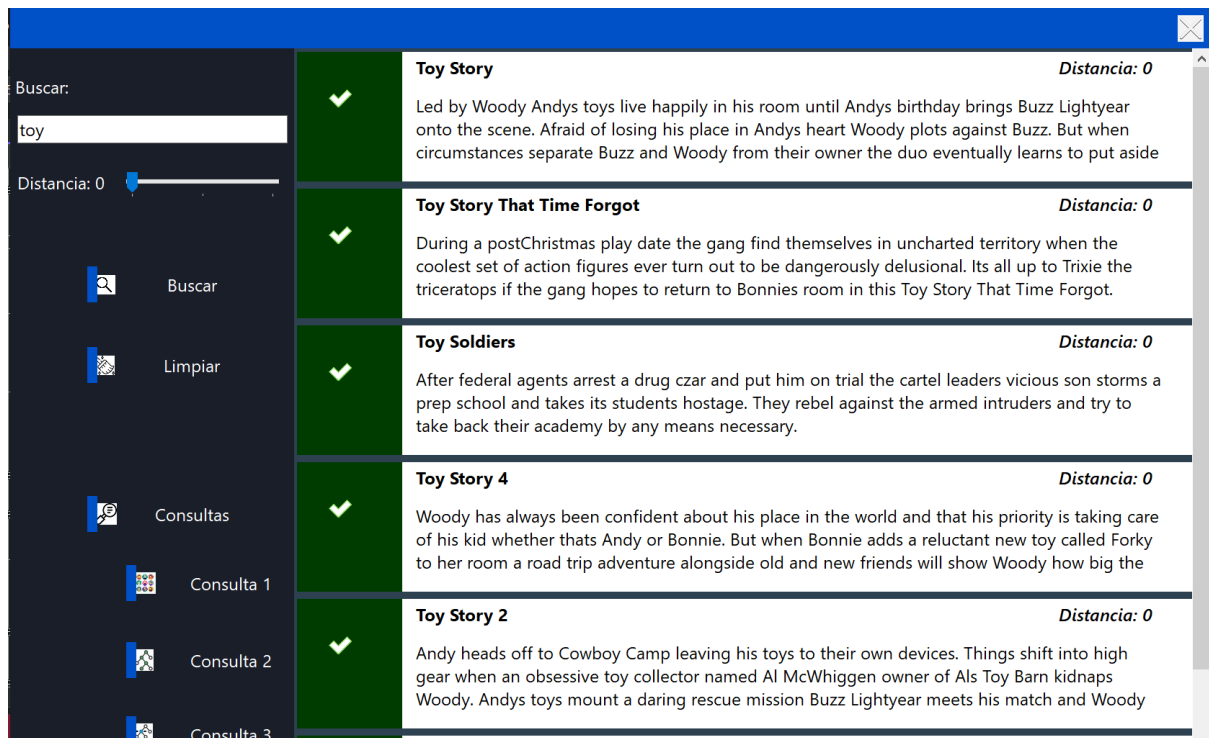 Buscar:
toy
Distancia: 0
Buscar
Limpiar
Consultas
Consulta 1
Consulta 2
Consulta 3
Toy Story
Distancia: 0
Led by Woody Andys toys live happily in his room until Andys birthday brings Buzz Lightyear
onto the scene. Afraid of losing his place in Andys heart Woody plots against Buzz. But when
circumstances separate Buzz and Woody from their owner the duo eventually learns to put aside
Toy Story That Time Forgot
Distancia: 0
During a postChristmas play date the gang find themselves in uncharted territory when the
coolest set of action figures ever turn out to be dangerously delusional. Its all up to Trixie the
triceratops if the gang hopes to return to Bonnies room in this Toy Story That Time Forgot.
Toy Soldiers
Distancia: 0
After federal agents arrest a drug czar and put him on trial the cartel leaders vicious son storms a
prep school and takes its students hostage. They rebel against the armed intruders and try to
take back their academy by any means necessary.
Toy Story 4
Distancia: 0
Woody has always been confident about his place in the world and that his priority is taking care
of his kid whether thats Andy or Bonnie. But when Bonnie adds a reluctant new toy called Forky
to her room a road trip adventure alongside old and new friends will show Woody how big the
Toy Story 2
Distancia: 0
Andy heads off to Cowboy Camp leaving his toys to their own devices. Things shift into high
gear when an obsessive toy collector named Al McWhiggen owner of Als Toy Barn kidnaps
Woody. Andys toys mount a daring rescue mission Buzz Lightyear meets his match and Woody